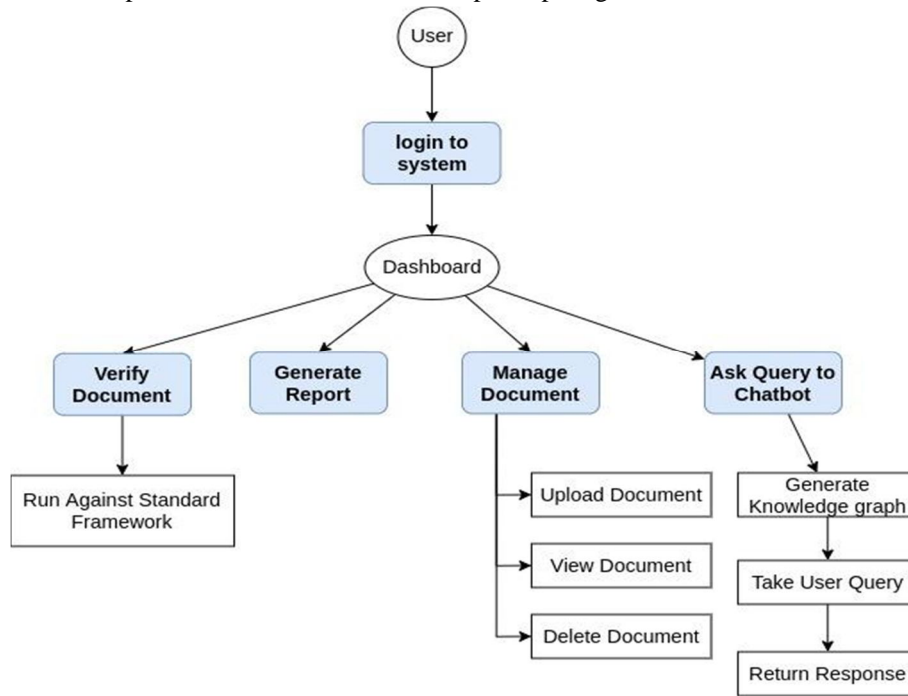 User
login to
system
Dashboard
Verify
Document
Generate
Report
Manage
Document
Ask Query to
Chatbot
Run Against Standard
Framework
Upload Document
View Document
Delete Document
Generate
Knowledge graph
Take User Query
Return Response